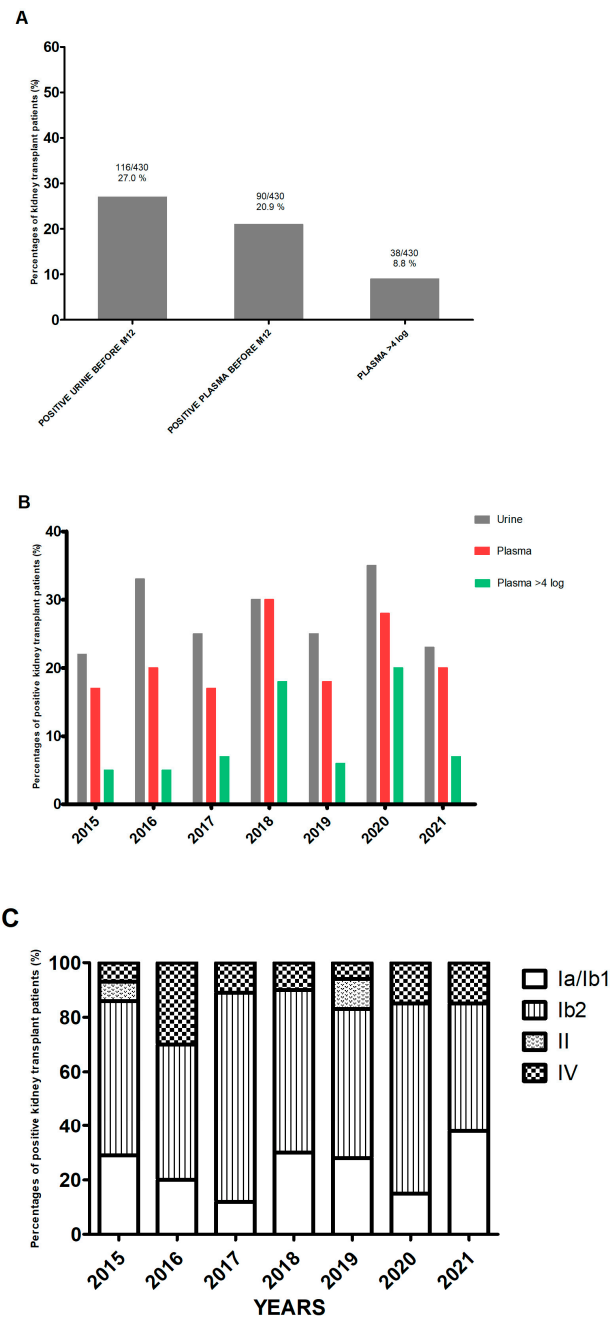 A
Percentages of kidney transplant patients (%)
60
50
40
30
20
10
0
116/430
27.0 %
90/430
20.9 %
38/430
8.8 %
POSITIVE URINE BEFORE M12
POSITIVE PLASMA BEFORE M12
PLASMA >4 log
B
Percentages of positive kidney transplant patients (%)
40
30
20
10
0
2015
2016
2017
2018
2019
2020
2021
Urine
Plasma
Plasma >4 log
C
Percentages of positive kidney transplant patients (%)
100
80
60
40
20
0
2015
2016
2017
2018
2019
2020
2021
YEARS
Ia/Ib1
Ib2
II
IV